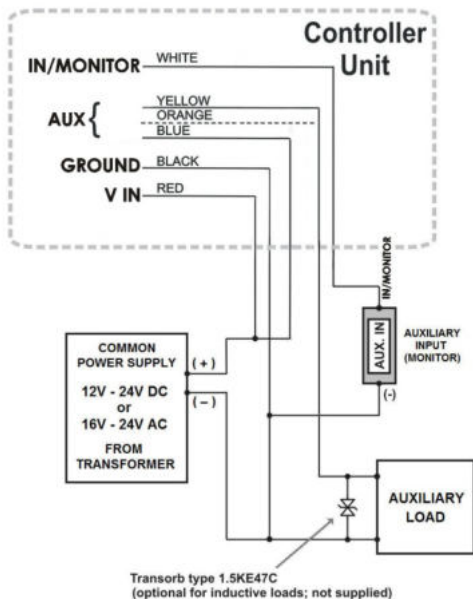 Controller
Unit
IN/MONITOR
WHITE
AUX {
YELLOW
ORANGE
BLUE
GROUND
BLACK
V IN
RED
IN/MONITOR
AUX. IN
AUXILIARY
INPUT
(MONITOR)
(-)
COMMON
POWER SUPPLY
12V - 24V DC
or
16V - 24V AC
FROM
TRANSFORMER
(+)
(−)
AUXILIARY
LOAD
Transorb type 1.5KE47C
(optional for inductive loads; not supplied)